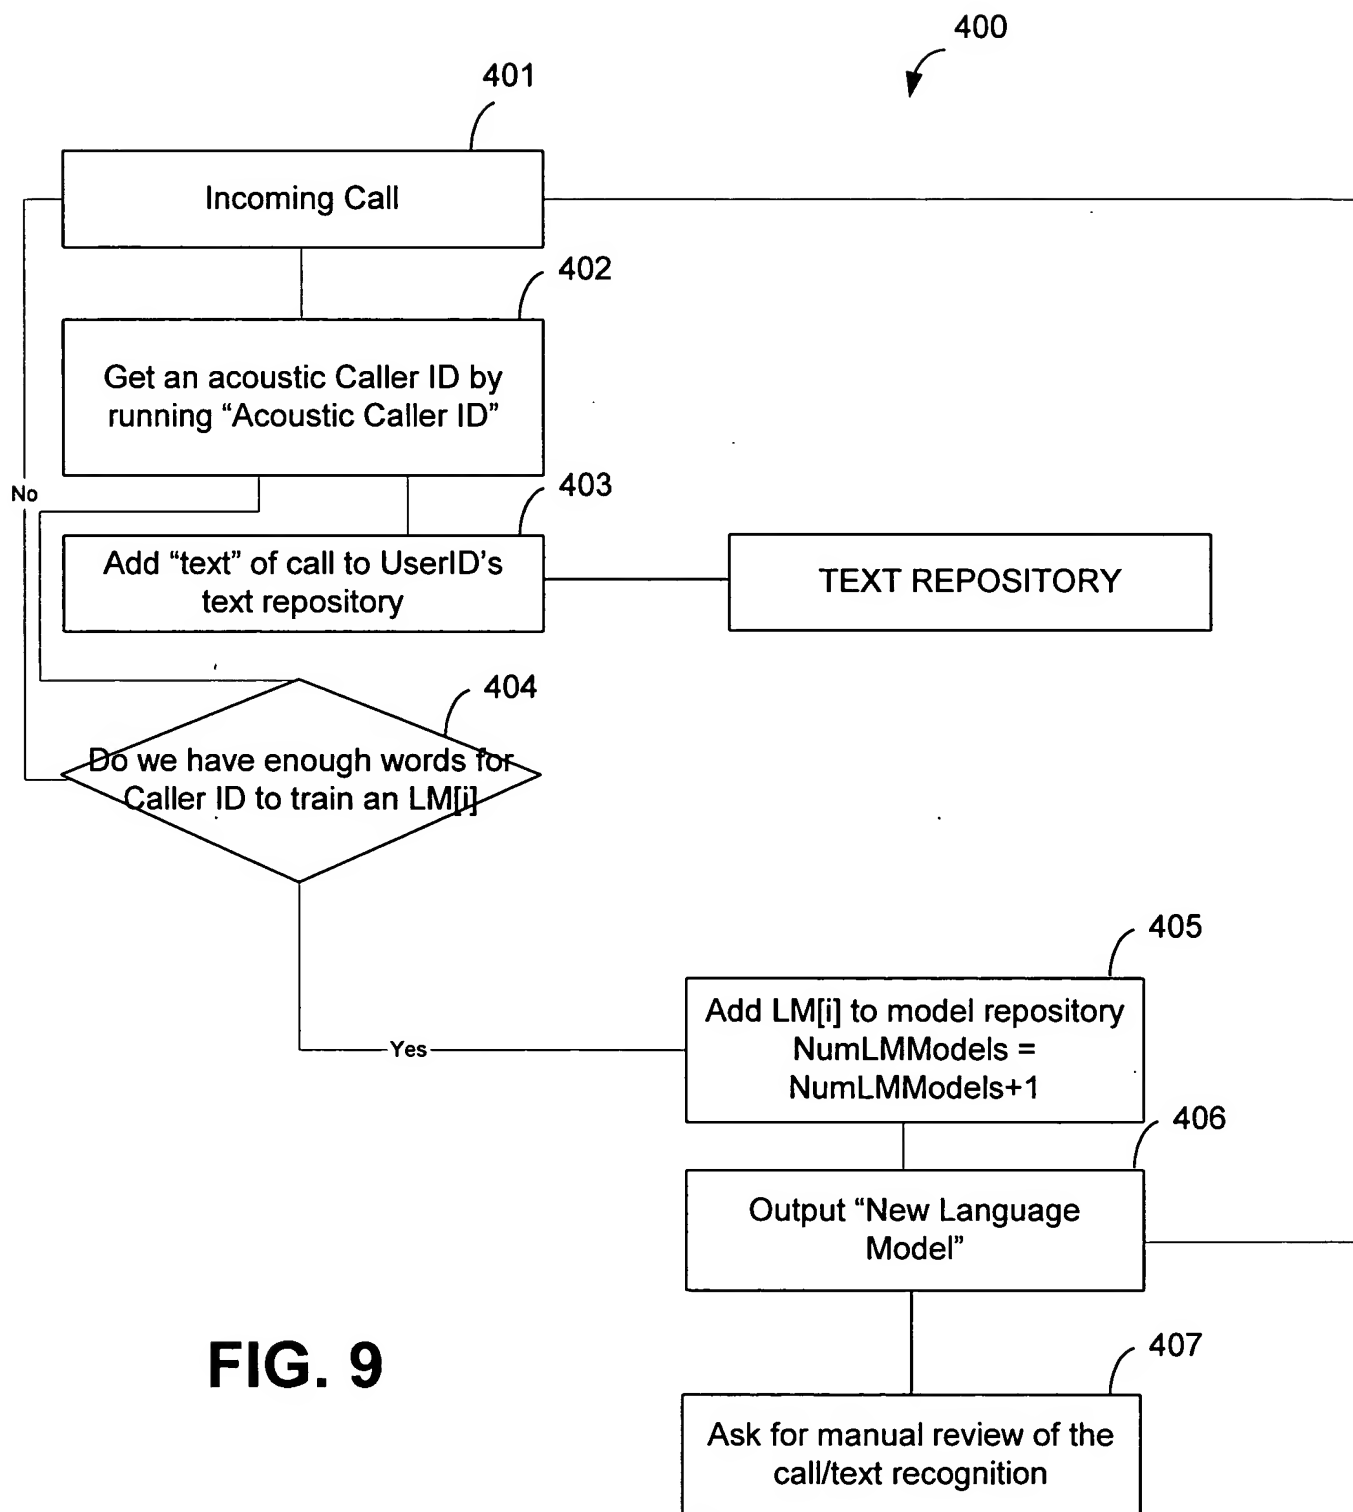 400
401
Incoming Call
402
Get an acoustic Caller ID by
running “Acoustic Caller ID”
No
403
Add “text” of call to UserID’s
text repository
TEXT REPOSITORY
404
Do we have enough words for
Caller ID to train an LM[i]
405
Add LM[i] to model repository
NumLMModels =
NumLMModels+1
Yes
406
Output “New Language
Model”
407
FIG. 9
Ask for manual review of the
call/text recognition